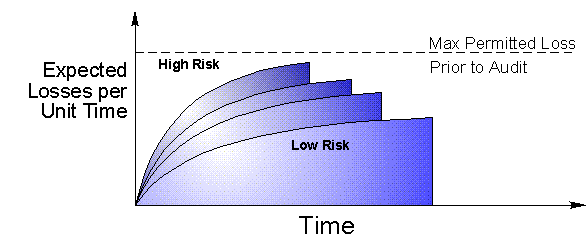 Max Permitted Loss
Prior to Audit
High Risk
Expected
Losses per
Unit Time
Low Risk
Time